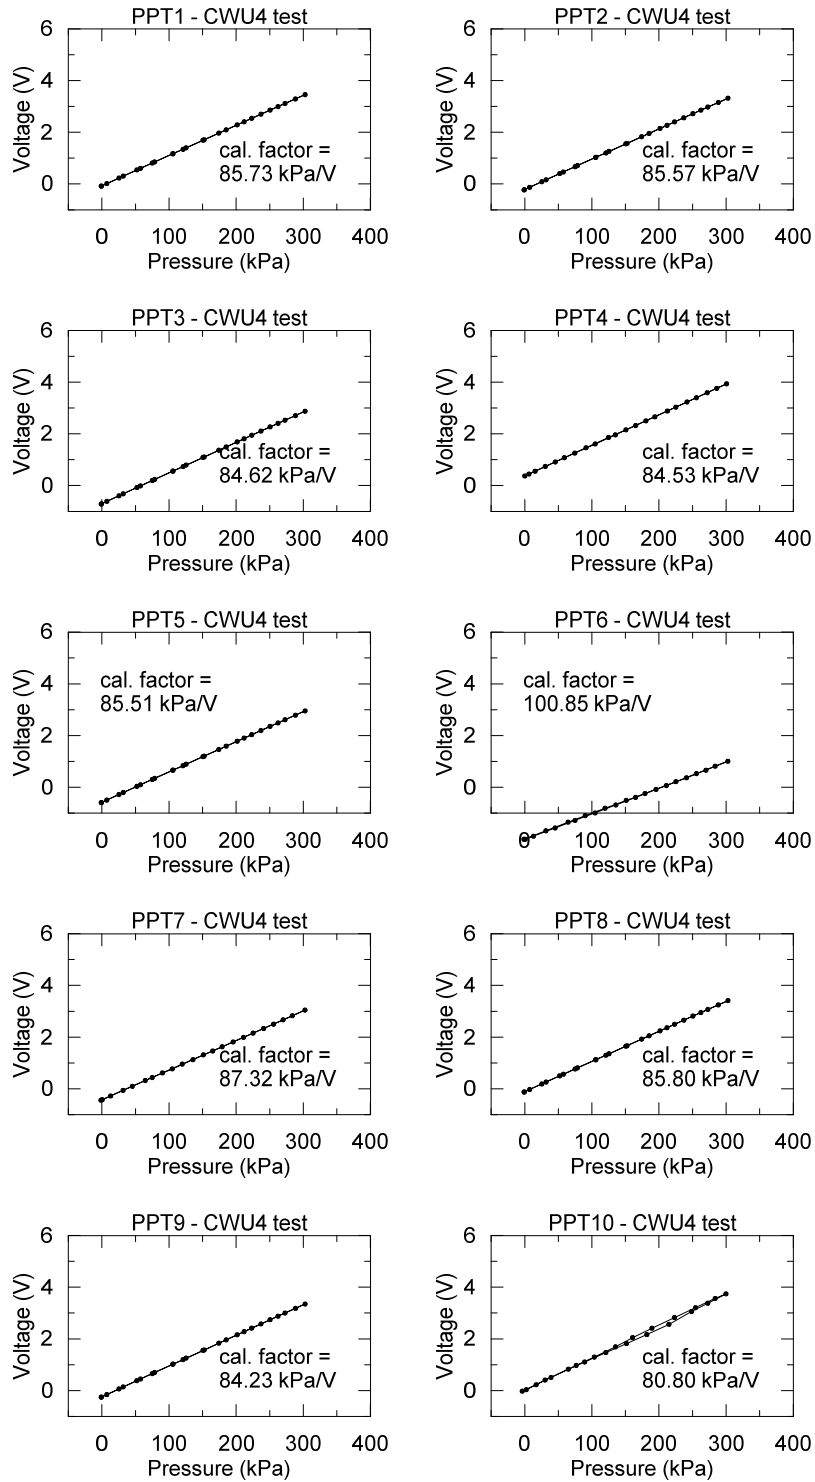 PPT1 - CWU4 test
6
4
2
0
Voltage (V)
cal. factor =
85.73 kPa/V
0 100 200 300 400
Pressure (kPa)
PPT2 - CWU4 test
6
4
2
0
Voltage (V)
cal. factor =
85.57 kPa/V
0 100 200 300 400
Pressure (kPa)
PPT3 - CWU4 test
6
4
2
0
Voltage (V)
cal. factor =
84.62 kPa/V
0 100 200 300 400
Pressure (kPa)
PPT4 - CWU4 test
6
4
2
0
Voltage (V)
cal. factor =
84.53 kPa/V
0 100 200 300 400
Pressure (kPa)
PPT5 - CWU4 test
6
4
2
0
Voltage (V)
cal. factor =
85.51 kPa/V
0 100 200 300 400
Pressure (kPa)
PPT6 - CWU4 test
6
4
2
0
Voltage (V)
cal. factor =
100.85 kPa/V
0 100 200 300 400
Pressure (kPa)
PPT7 - CWU4 test
6
4
2
0
Voltage (V)
cal. factor =
87.32 kPa/V
0 100 200 300 400
Pressure (kPa)
PPT8 - CWU4 test
6
4
2
0
Voltage (V)
cal. factor =
85.80 kPa/V
0 100 200 300 400
Pressure (kPa)
PPT9 - CWU4 test
6
4
2
0
Voltage (V)
cal. factor =
84.23 kPa/V
0 100 200 300 400
Pressure (kPa)
PPT10 - CWU4 test
6
4
2
0
Voltage (V)
cal. factor =
80.80 kPa/V
0 100 200 300 400
Pressure (kPa)